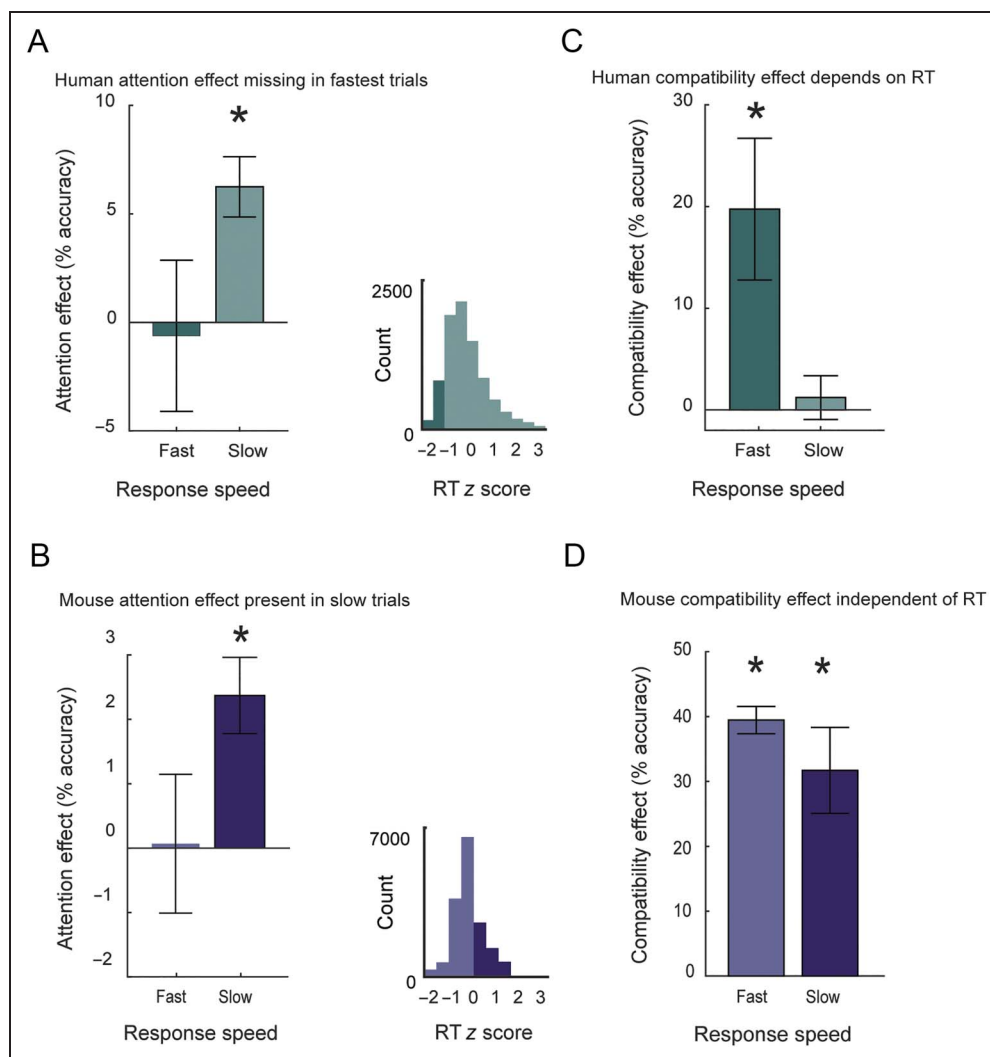 A
Human attention effect missing in fastest trials
10
5
0
−5
Attention effect (% accuracy)
*
Fast
Slow
Response speed
2500
0
Count
−2 −1 0 1 2 3
RT z score
C
Human compatibility effect depends on RT
30
20
10
0
Compatibility effect (% accuracy)
*
Fast
Slow
Response speed
B
Mouse attention effect present in slow trials
3
2
1
0
−1
−2
Attention effect (% accuracy)
*
Fast
Slow
Response speed
7000
0
Count
−2 −1 0 1 2 3
RT z score
D
Mouse compatibility effect independent of RT
50
40
30
20
10
0
Compatibility effect (% accuracy)
* *
Fast
Slow
Response speed